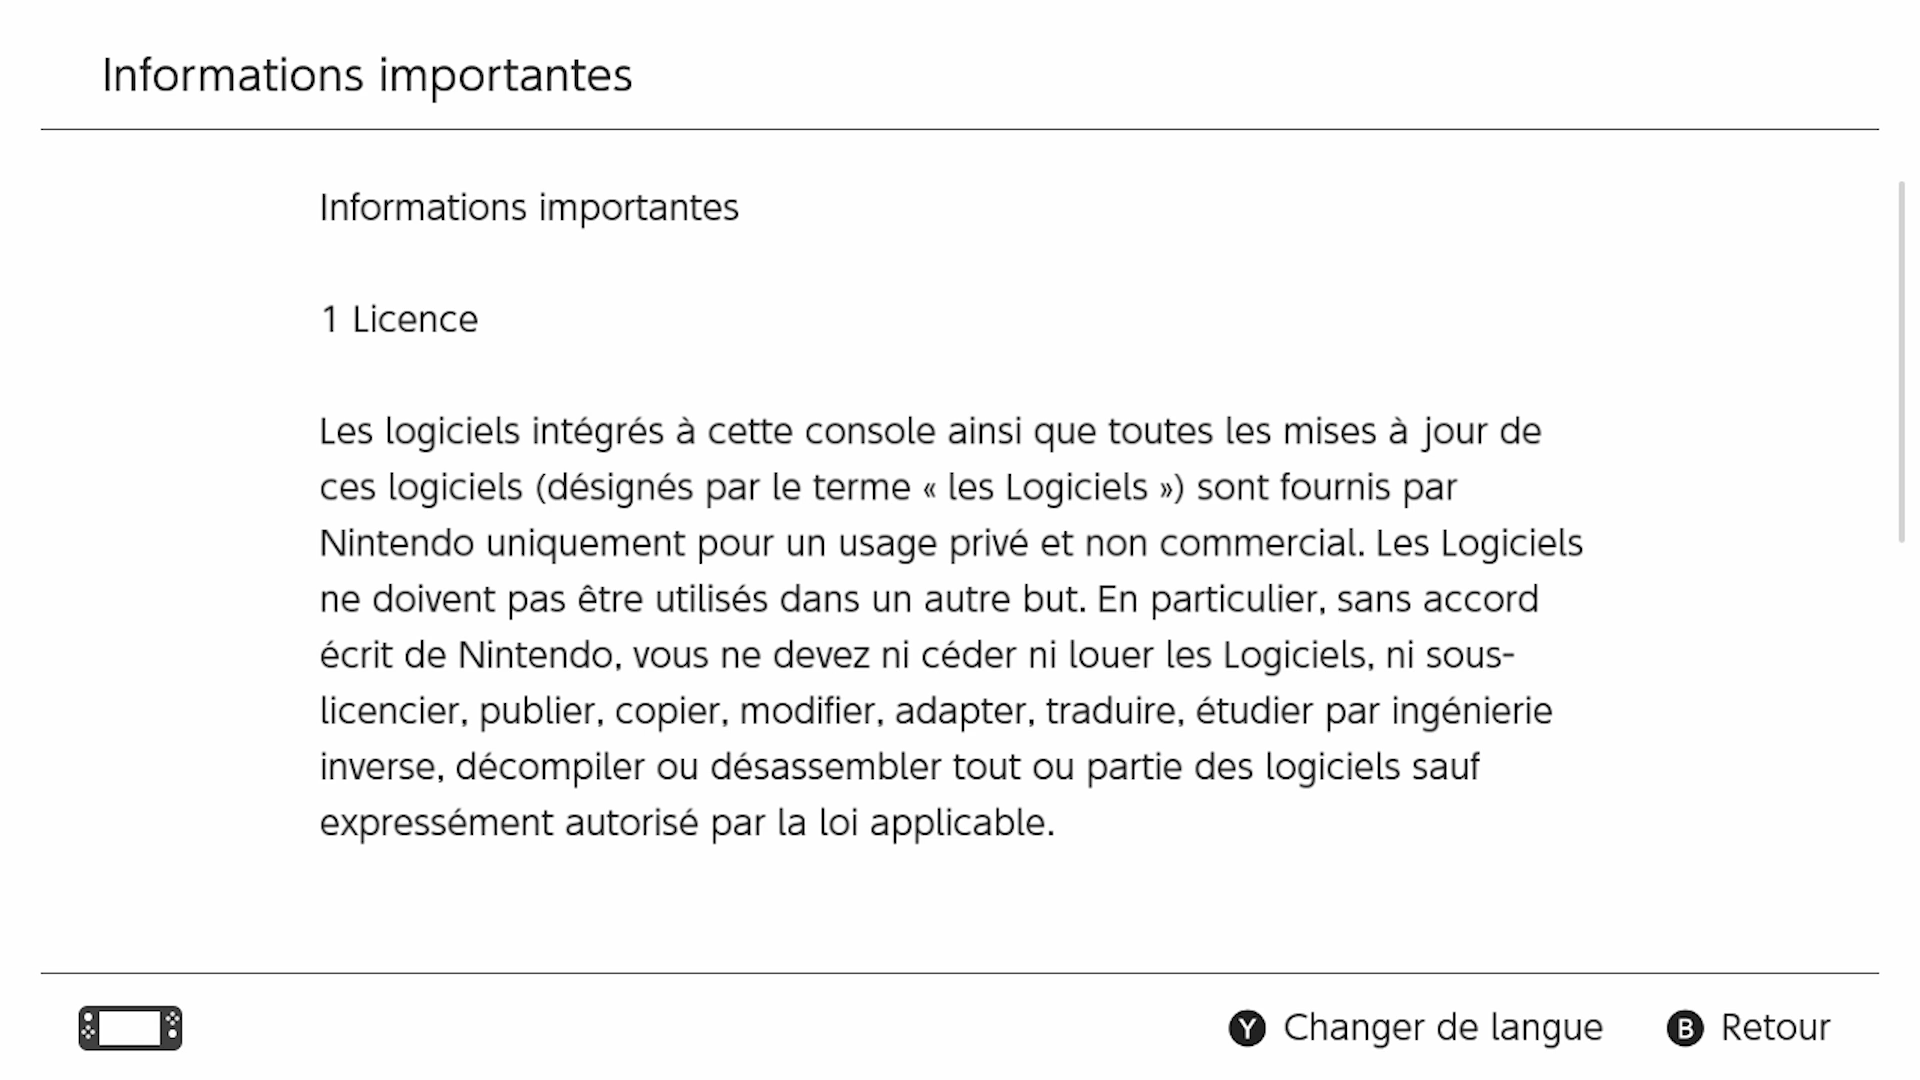 Informations importantes
Informations importantes
1 Licence
Les logiciels intégrés à cette console ainsi que toutes les mises à jour de
ces logiciels (désignés par le terme « les Logiciels ») sont fournis par
Nintendo uniquement pour un usage privé et non commercial. Les Logiciels
ne doivent pas être utilisés dans un autre but. En particulier, sans accord
écrit de Nintendo, vous ne devez ni céder ni louer les Logiciels, ni sous-
licencier, publier, copier, modifier, adapter, traduire, étudier par ingénierie
inverse, décompiler ou désassembler tout ou partie des logiciels sauf
expressément autorisé par la loi applicable.
Y Changer de langue B Retour